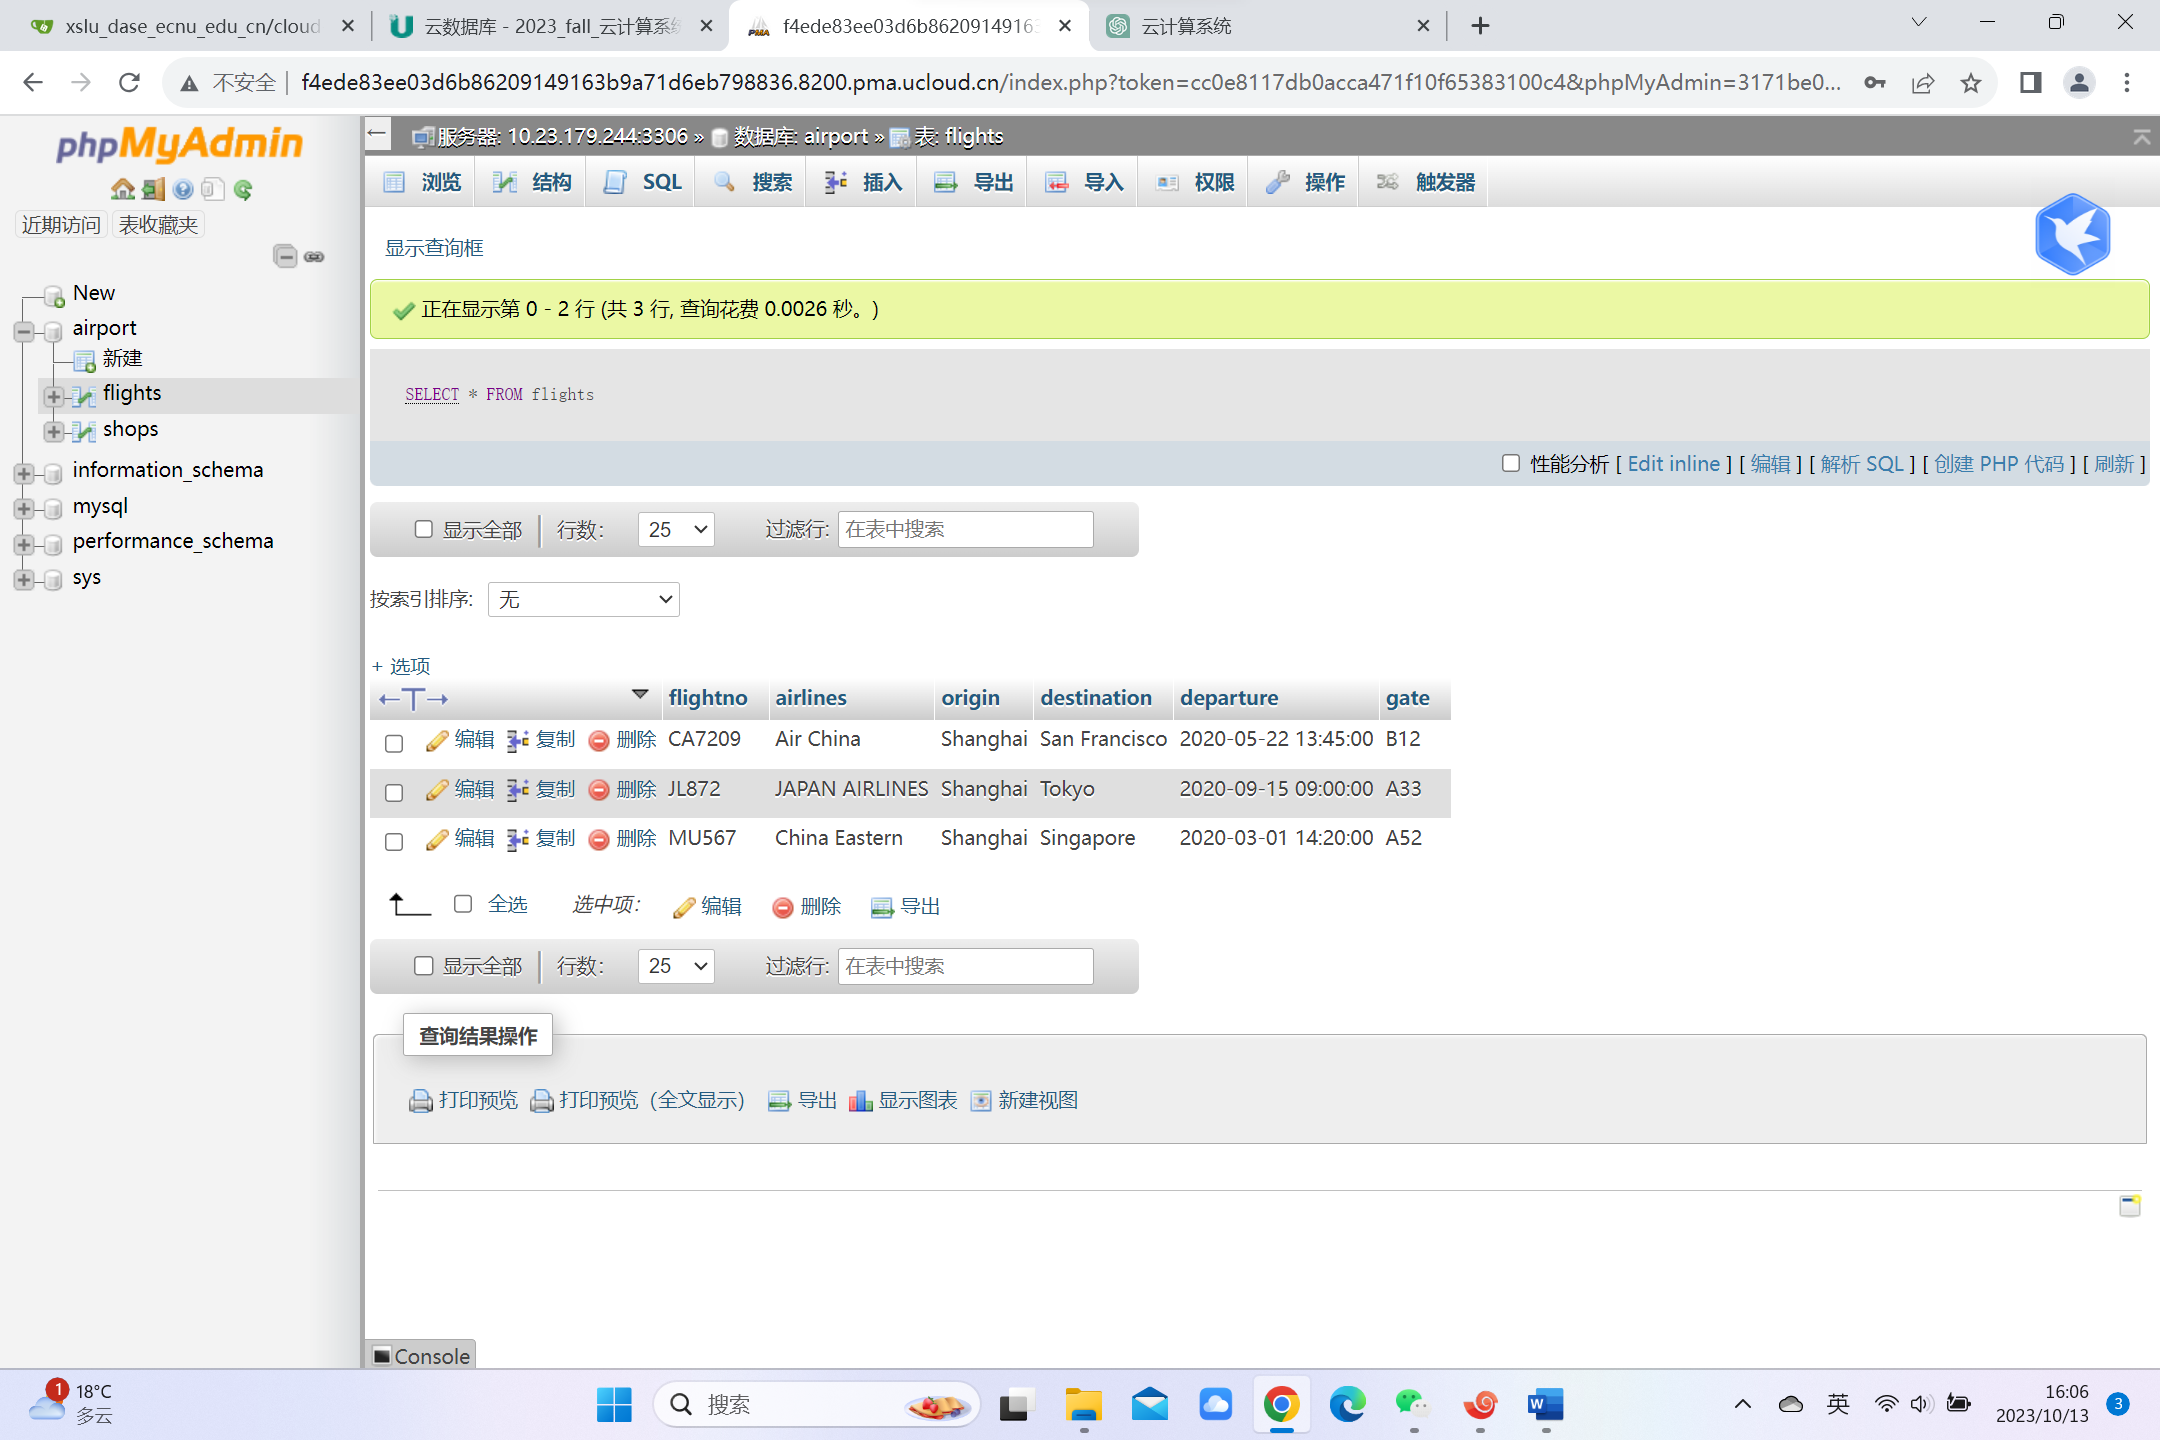 xslu_dase_ecnu_edu_cn/cloud
云数据库 - 2023_fall_云计算系统
f4ede83ee03d6b86209149163
云计算系统
不安全 f4ede83ee03d6b86209149163b9a71d6eb798836.8200.pma.ucloud.cn/index.php?token=cc0e8117db0acca471f10f65383100c4&phpMyAdmin=3171be0...
phpMyAdmin
近期访问 表收藏夹
New
airport
新建
flights
shops
information_schema
mysql
performance_schema
sys
服务器: 10.23.179.244:3306 » 数据库: airport » 表: flights
浏览 结构 SQL 搜索 插入 导出 导入 权限 操作 触发器
显示查询框
正在显示第 0 - 2 行 (共 3 行, 查询花费 0.0026 秒。)
SELECT * FROM flights
性能分析 [ Edit inline ] [ 编辑 ] [ 解析 SQL ] [ 创建 PHP 代码 ] [ 刷新 ]
显示全部 行数: 25 过滤行: 在表中搜索
按索引排序: 无
+ 选项
←T→ flightno airlines origin destination departure gate
编辑 复制 删除 CA7209 Air China Shanghai San Francisco 2020-05-22 13:45:00 B12
编辑 复制 删除 JL872 JAPAN AIRLINES Shanghai Tokyo 2020-09-15 09:00:00 A33
编辑 复制 删除 MU567 China Eastern Shanghai Singapore 2020-03-01 14:20:00 A52
全选 选中项: 编辑 删除 导出
显示全部 行数: 25 过滤行: 在表中搜索
查询结果操作
打印预览 打印预览（全文显示） 导出 显示图表 新建视图
Console
1 18°C
多云
搜索
英
16:06
2023/10/13
3